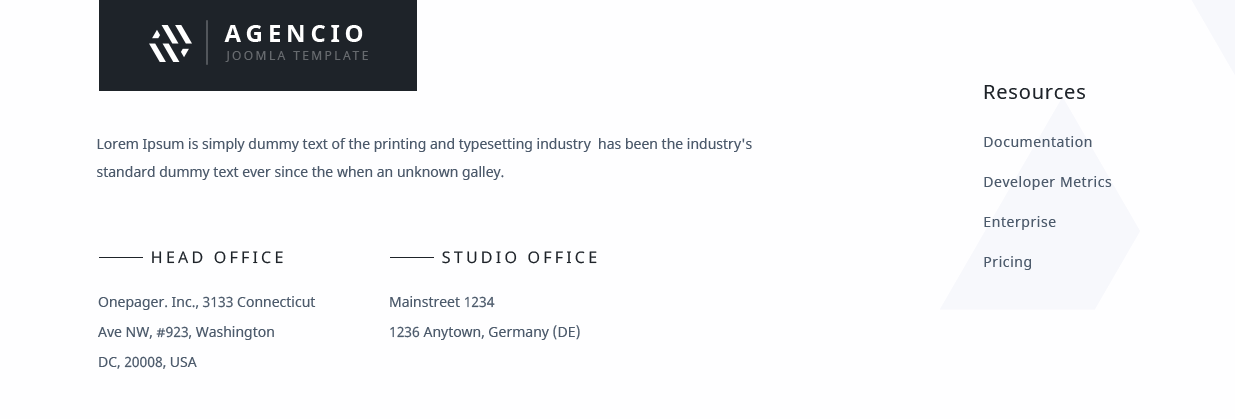 AGENCIO
JOOMLA TEMPLATE
Lorem Ipsum is simply dummy text of the printing and typesetting industry  has been the industry's
standard dummy text ever since the when an unknown galley.
HEAD OFFICE
Onepager. Inc., 3133 Connecticut
Ave NW, #923, Washington
DC, 20008, USA
STUDIO OFFICE
Mainstreet 1234
1236 Anytown, Germany (DE)
Resources
Documentation
Developer Metrics
Enterprise
Pricing